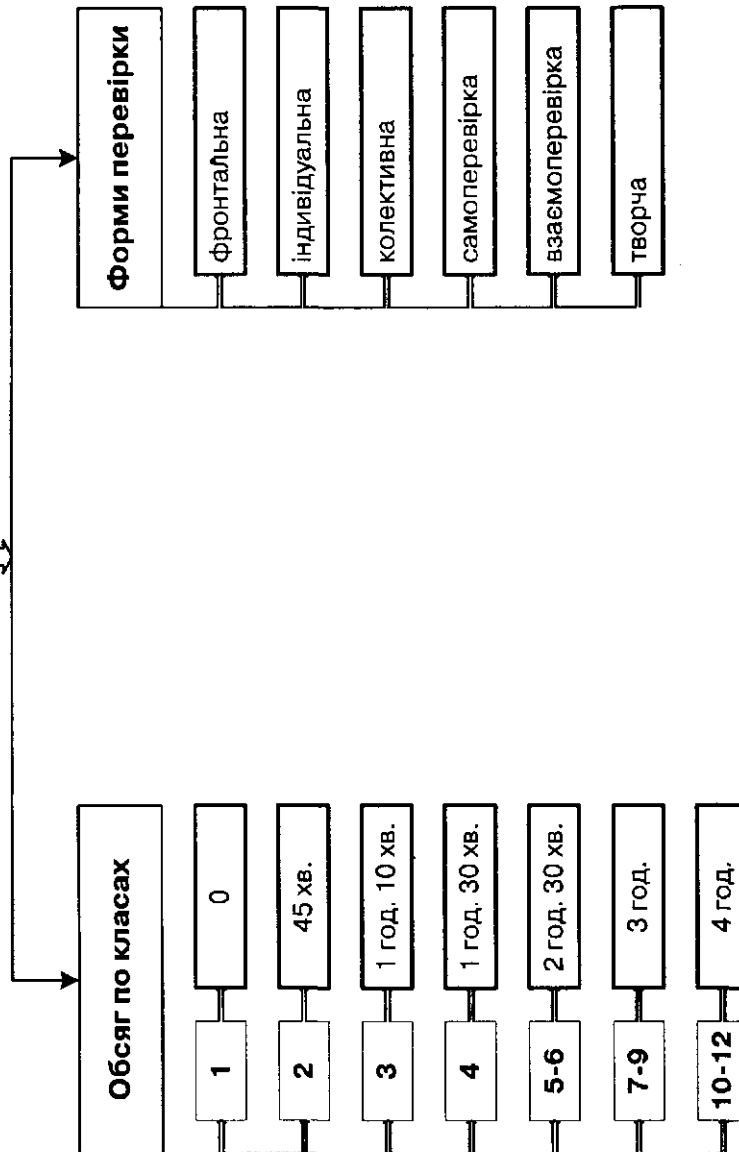 Обсяг по класах
1
0
2
45 хв.
3
1 год. 10 хв.
4
1 год. 30 хв.
5-6
2 год. 30 хв.
7-9
3 год.
10-12
4 год.
Форми перевірки
фронтальна
індивідуальна
колективна
самоперевірка
взаємоперевірка
творча